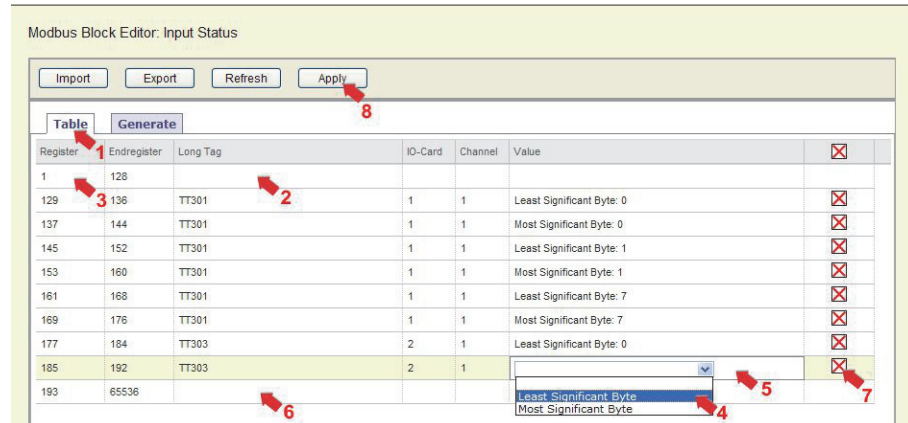 Modbus Block Editor: Input Status
Import Export Refresh Apply
8
Table Generate
Register Endregister Long Tag IO-Card Channel Value
1
1 128
2
3
129 136 TT301 1 1 Least Significant Byte: 0
137 144 TT301 1 1 Most Significant Byte: 0
145 152 TT301 1 1 Least Significant Byte: 1
153 160 TT301 1 1 Most Significant Byte: 1
161 168 TT301 1 1 Least Significant Byte: 7
169 176 TT301 1 1 Most Significant Byte: 7
177 184 TT303 2 1 Least Significant Byte: 0
185 192 TT303 2 1
5
7
193 65536
6
Least Significant Byte
Most Significant Byte
4